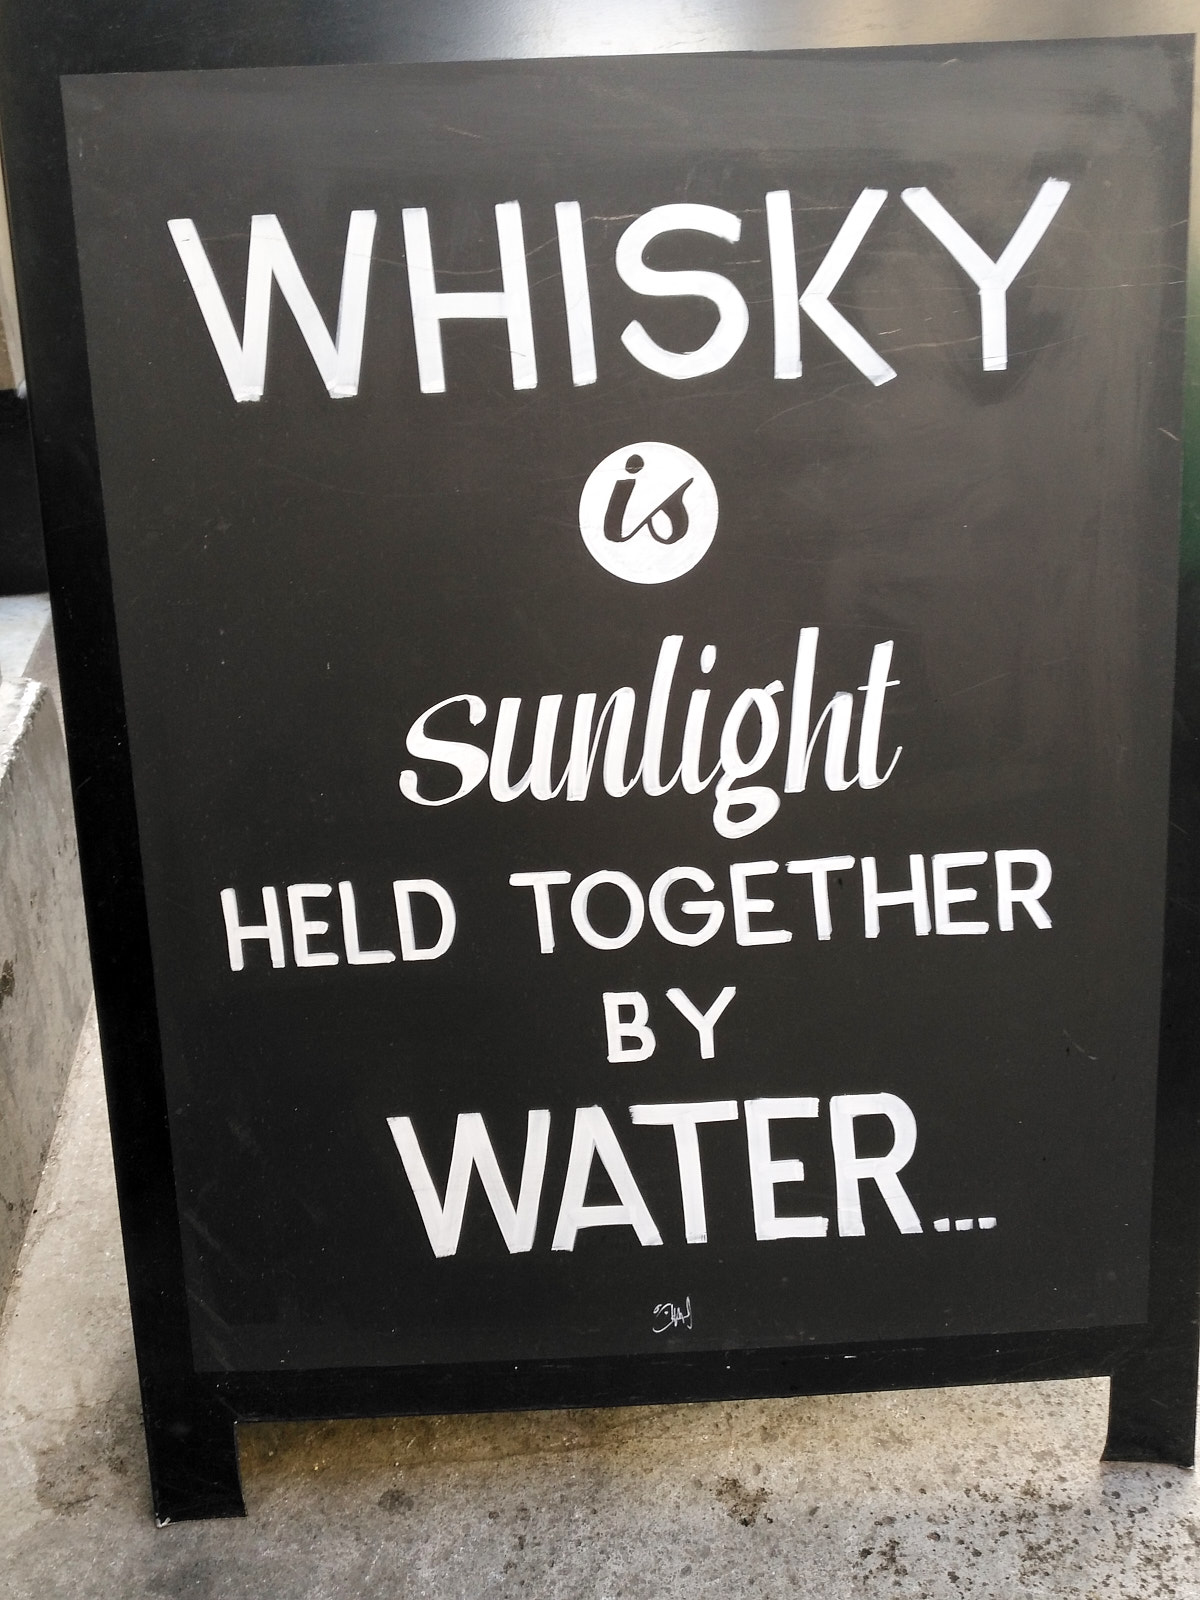 WHISKY
is
sunlight
HELD TOGETHER
BY
WATER...